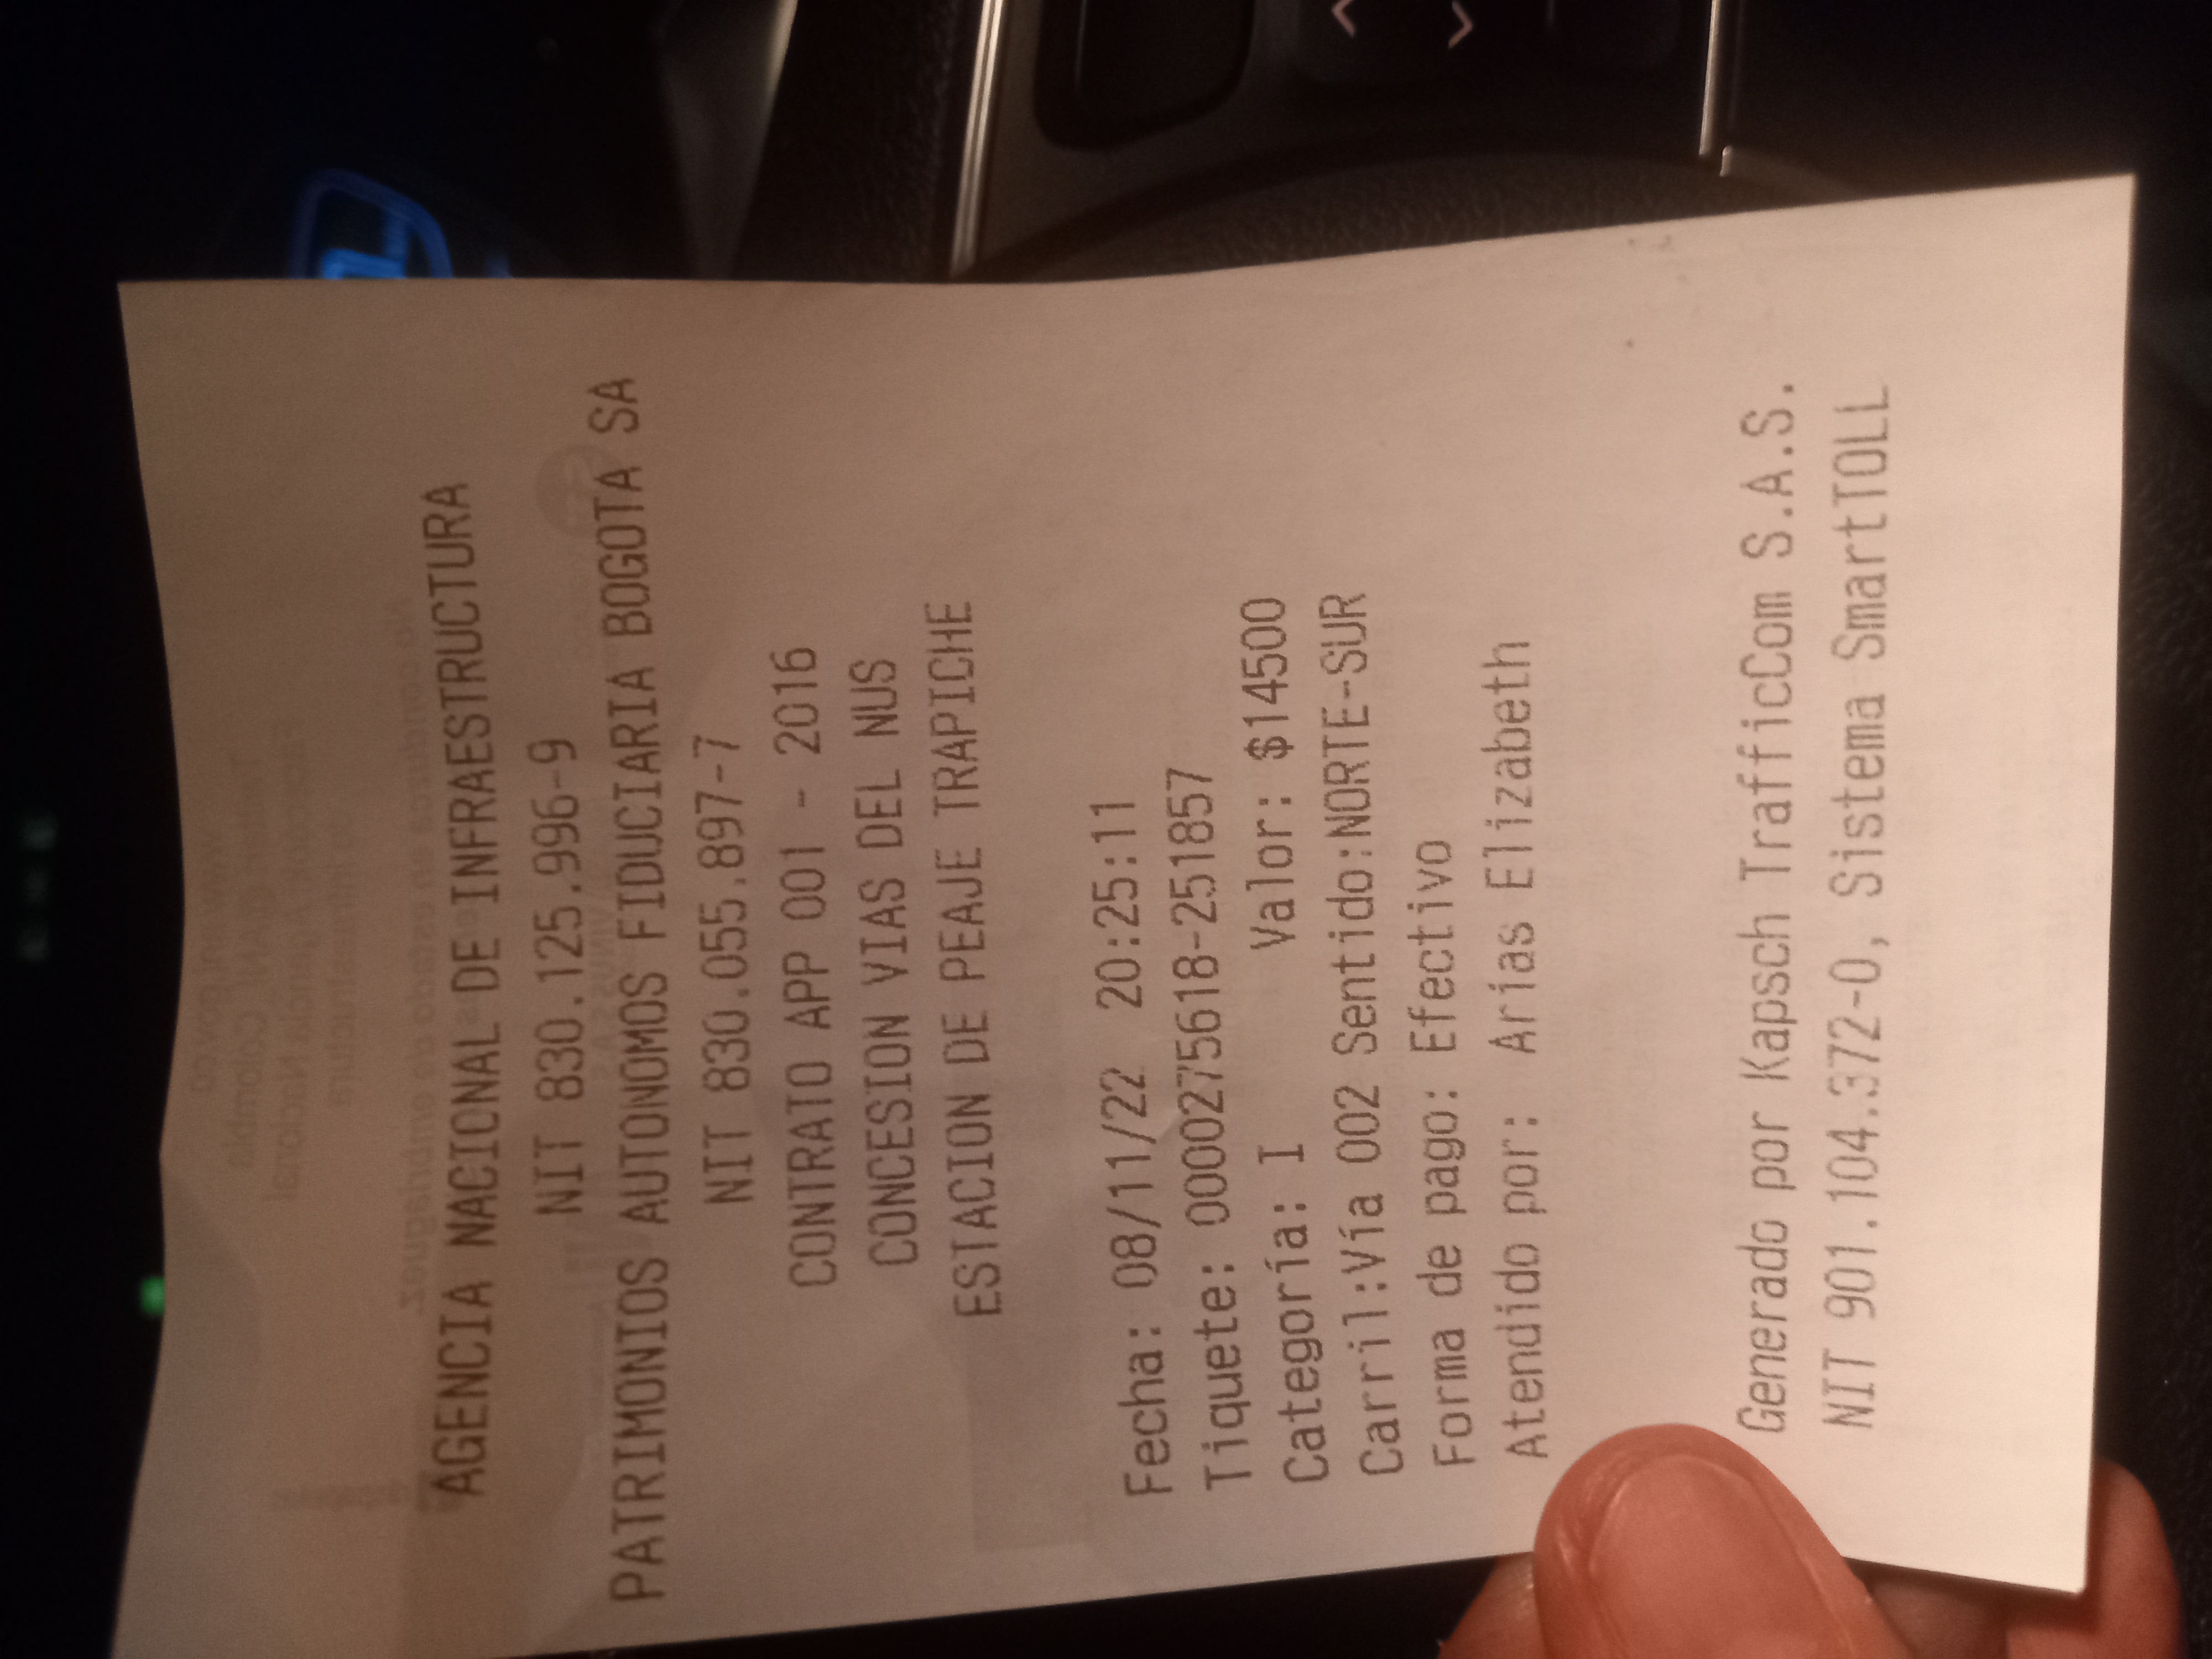 AGENCIA NACIONAL DE INFRAESTRUCTURA
NIT 830.125.996-9
PATRIMONIOS AUTONOMOS FIDUCIARIA BOGOTA SA
NIT 830.055.897-7
CONTRATO APP 001 - 2016
CONCESION VIAS DEL NUS
ESTACION DE PEAJE TRAPICHE
Fecha: 08/11/22 20:25:11
Tiquete: 0000275618-251857
Categoría: I Valor: $14500
Carril:Vía 002 Sentido:NORTE-SUR
Forma de pago: Efectivo
Atendido por: Arias Elizabeth
Generado por Kapsch TrafficCom S.A.S.
NIT 901.104.372-0, Sistema SmartTOLL